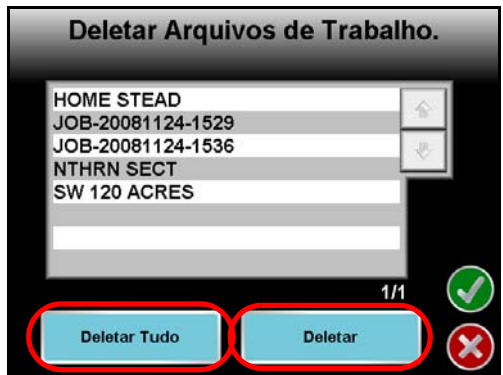 Deletar Arquivos de Trabalho.
HOME STEAD
JOB-20081124-1529
JOB-20081124-1536
NTHRN SECT
SW 120 ACRES
1/1
Deletar Tudo
Deletar